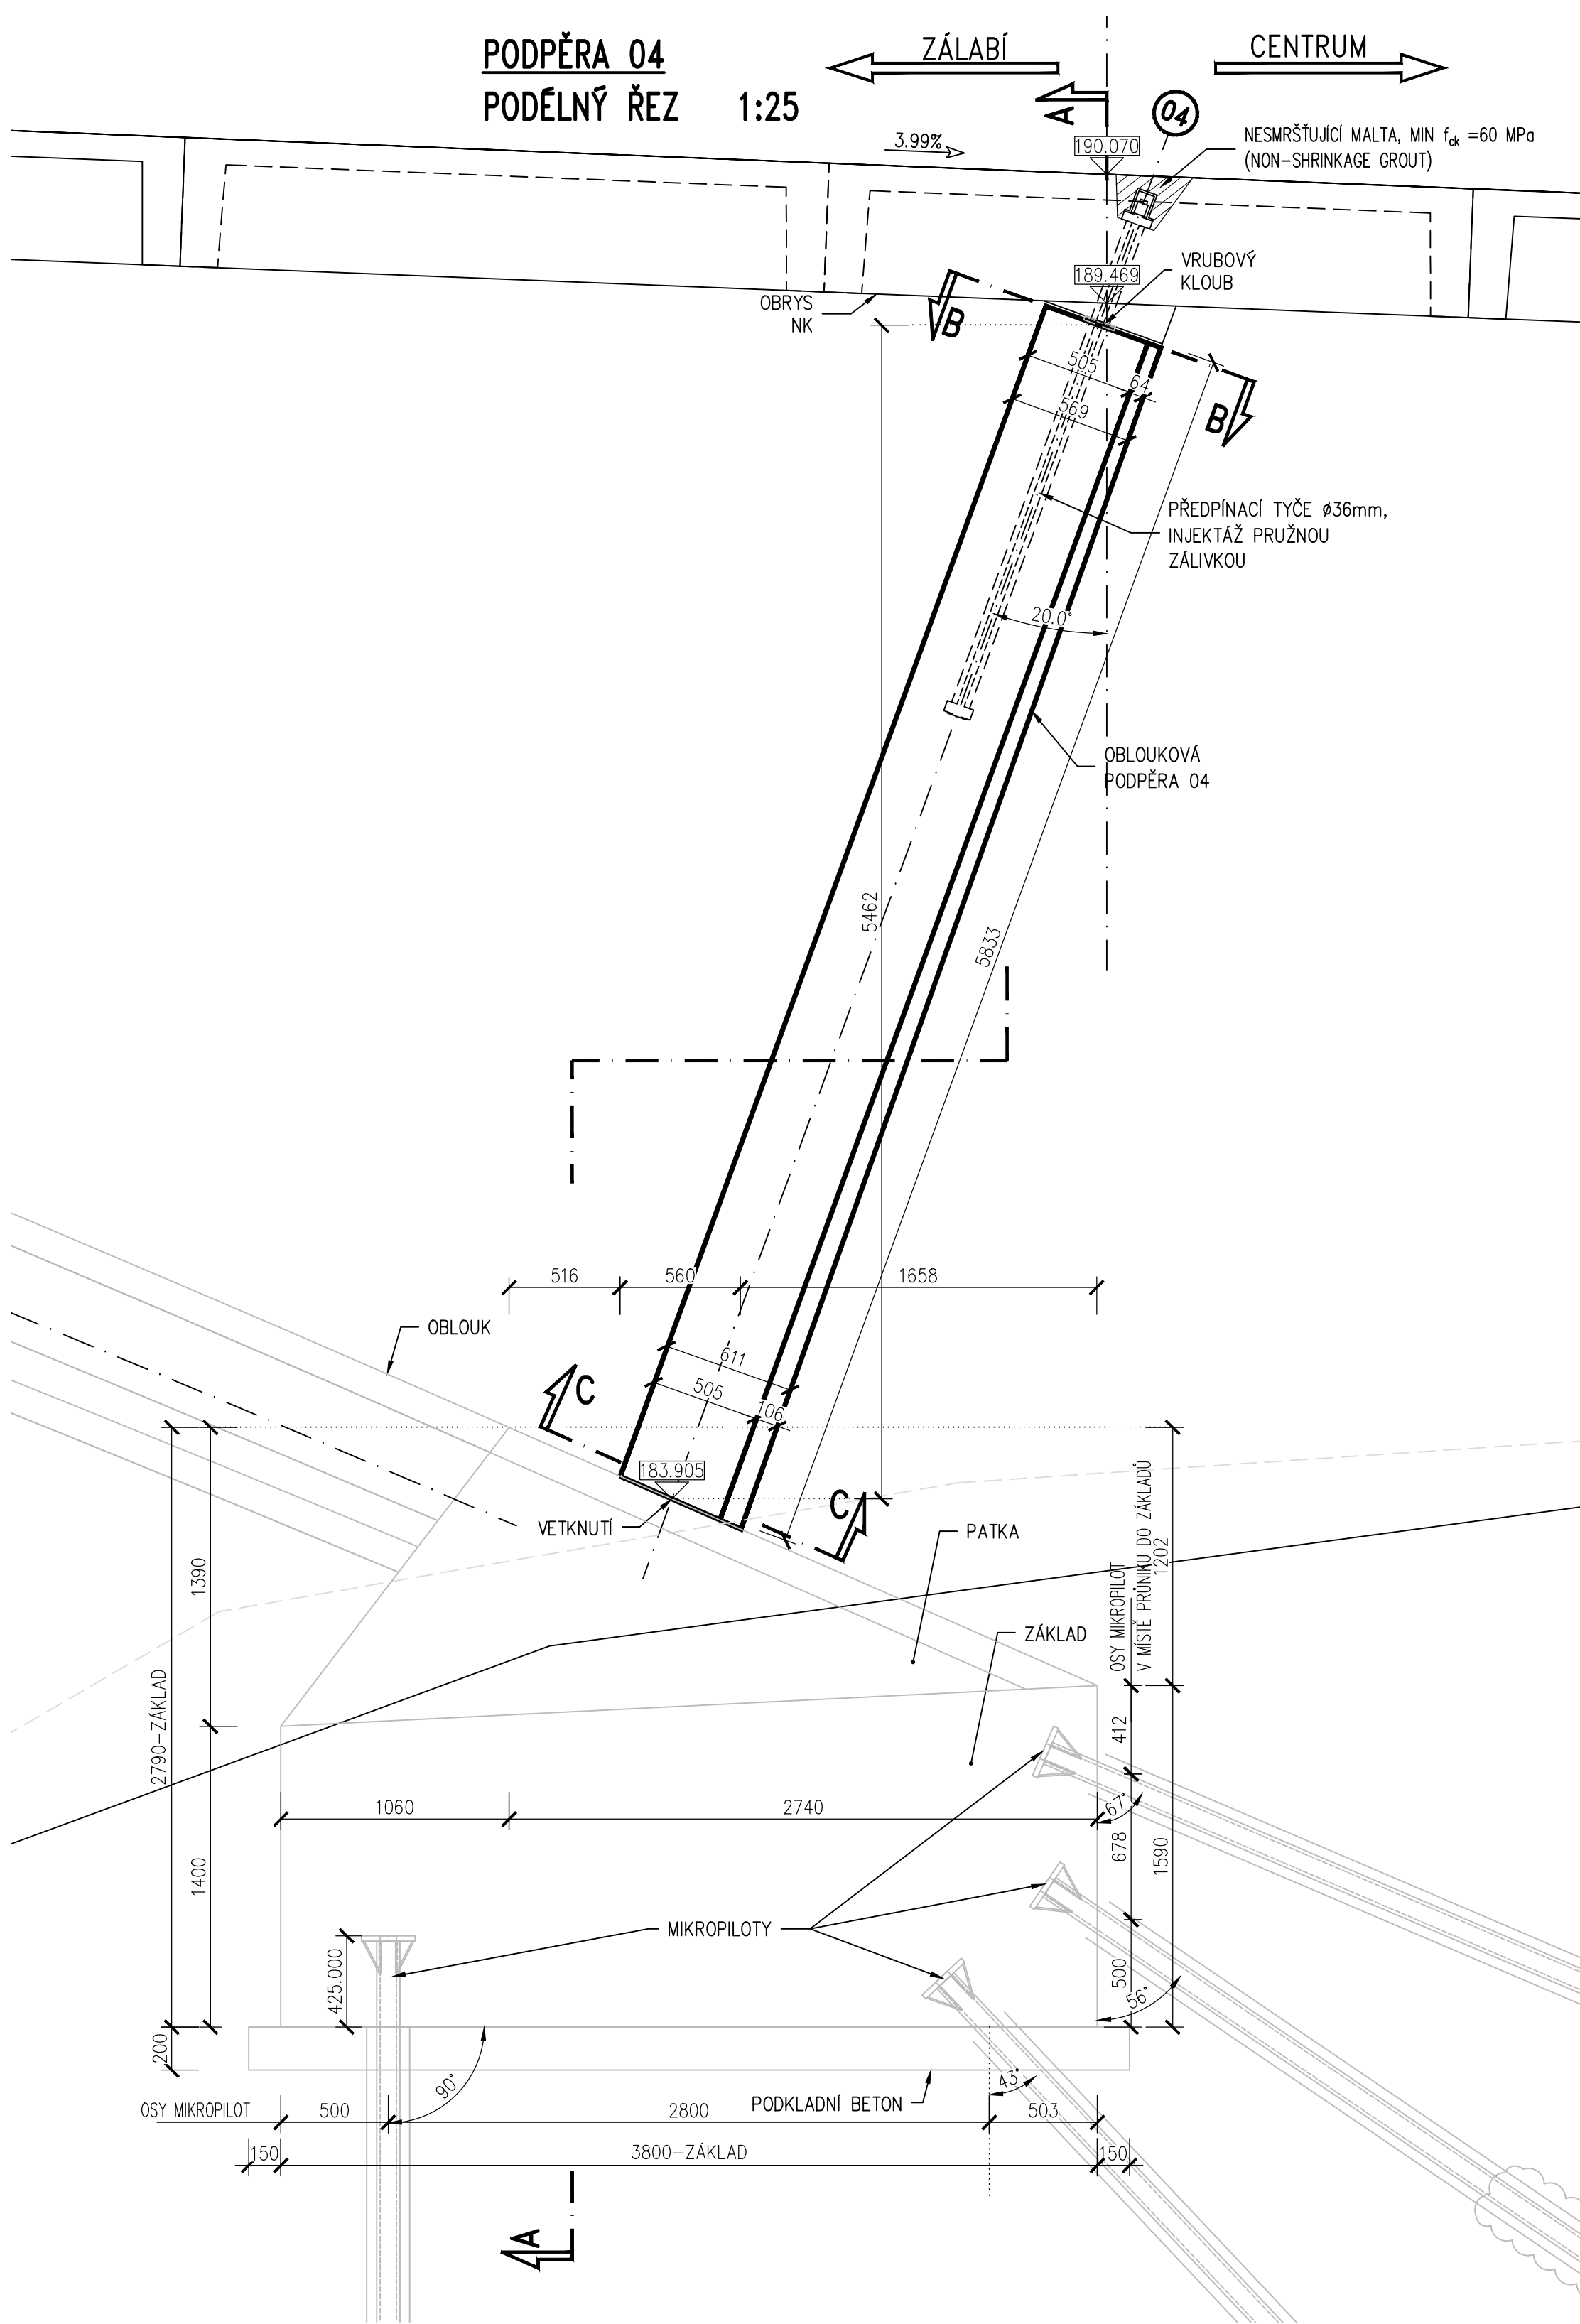 PODPĚRA 04
PODÉLNÝ ŘEZ 1:25
ZÁLABÍ
CENTRUM
A
04
3.99%
190.070
NESMRŠŤUJÍCÍ MALTA, MIN fck =60 MPa
(NON-SHRINKAGE GROUT)
189.469
VRUBOVÝ
KLOUB
OBRYS
NK
B
505
64
569
B
PŘEDPÍNACÍ TYČE ø36mm,
INJEKTÁŽ PRUŽNOU
ZÁLIVKOU
20.0°
OBLOUKOVÁ
PODPĚRA 04
5462
5833
516
560
1658
OBLOUK
611
505
106
C
183.905
C
VETKNUTÍ
PATKA
1390
1202
OSY MIKROPILOT
V MÍSTĚ PRŮNIKU DO ZÁKLADŮ
ZÁKLAD
2790-ZÁKLAD
412
1060
2740
67°
678
1590
1400
MIKROPILOTY
425.000
500
56°
200
90°
43°
OSY MIKROPILOT
500
2800
PODKLADNÍ BETON
503
150
3800-ZÁKLAD
150
A